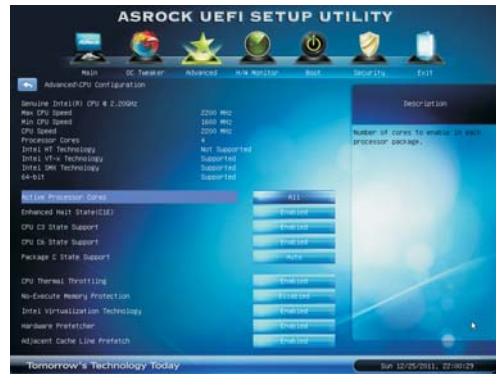 ASROCK UEFI SETUP UTILITY
Main OC Tweaker Advanced H/W Monitor Boot Security Exit
Advanced\CPU Configuration
Description
Genuine Intel(R) CPU @ 2.20GHz
Max CPU Speed 2200 MHz
Min CPU Speed 1600 MHz
CPU Speed 2200 MHz
Processor Cores 4
Intel HT Technology Not Supported
Intel VT-x Technology Supported
Intel SMX Technology Supported
64-bit Supported
Number of cores to enable in each
processor package.
Active Processor Cores All
Enhanced Halt State(C1E) Enabled
CPU C3 State Support Enabled
CPU C6 State Support Enabled
Package C State Support Auto
CPU Thermal Throttling Enabled
No-Execute Memory Protection Disabled
Intel Virtualization Technology Enabled
Hardware Prefetcher Enabled
Adjacent Cache Line Prefetch Enabled
Tomorrow's Technology Today
Sun 12/25/2011, 22:00:29